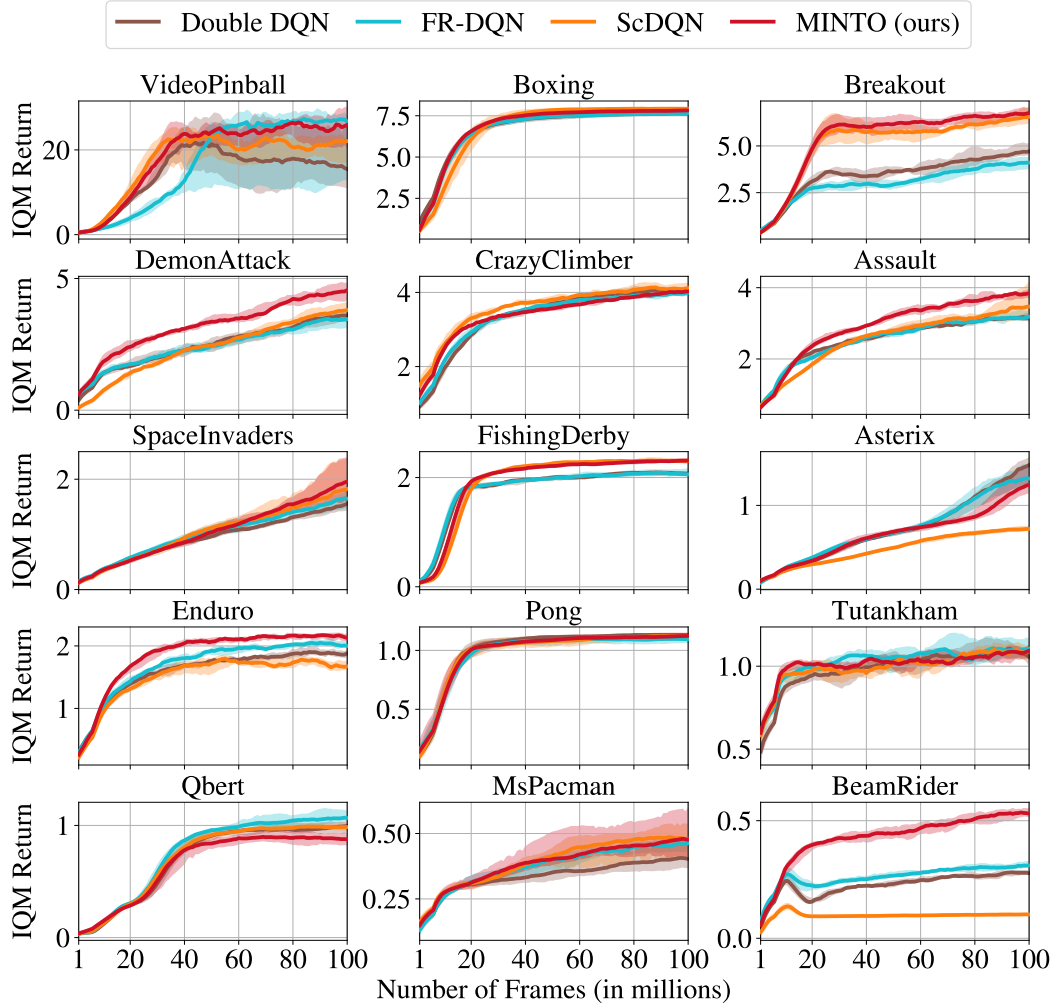 Double DQN FR-DQN ScDQN MINTO (ours)
VideoPinball Boxing Breakout
IQM Return
20
0
7.5
5.0
2.5
5.0
2.5
DemonAttack CrazyClimber Assault
IQM Return
5
0
4
2
4
2
SpaceInvaders FishingDerby Asterix
IQM Return
2
1
0
2
0
1
0
Enduro Pong Tutankham
IQM Return
2
1
1.0
0.5
1.0
0.5
Qbert MsPacman BeamRider
IQM Return
1
0
0.50
0.25
0.5
0.0
1 20 40 60 80 100 1 20 40 60 80 100 1 20 40 60 80 100
Number of Frames (in millions)